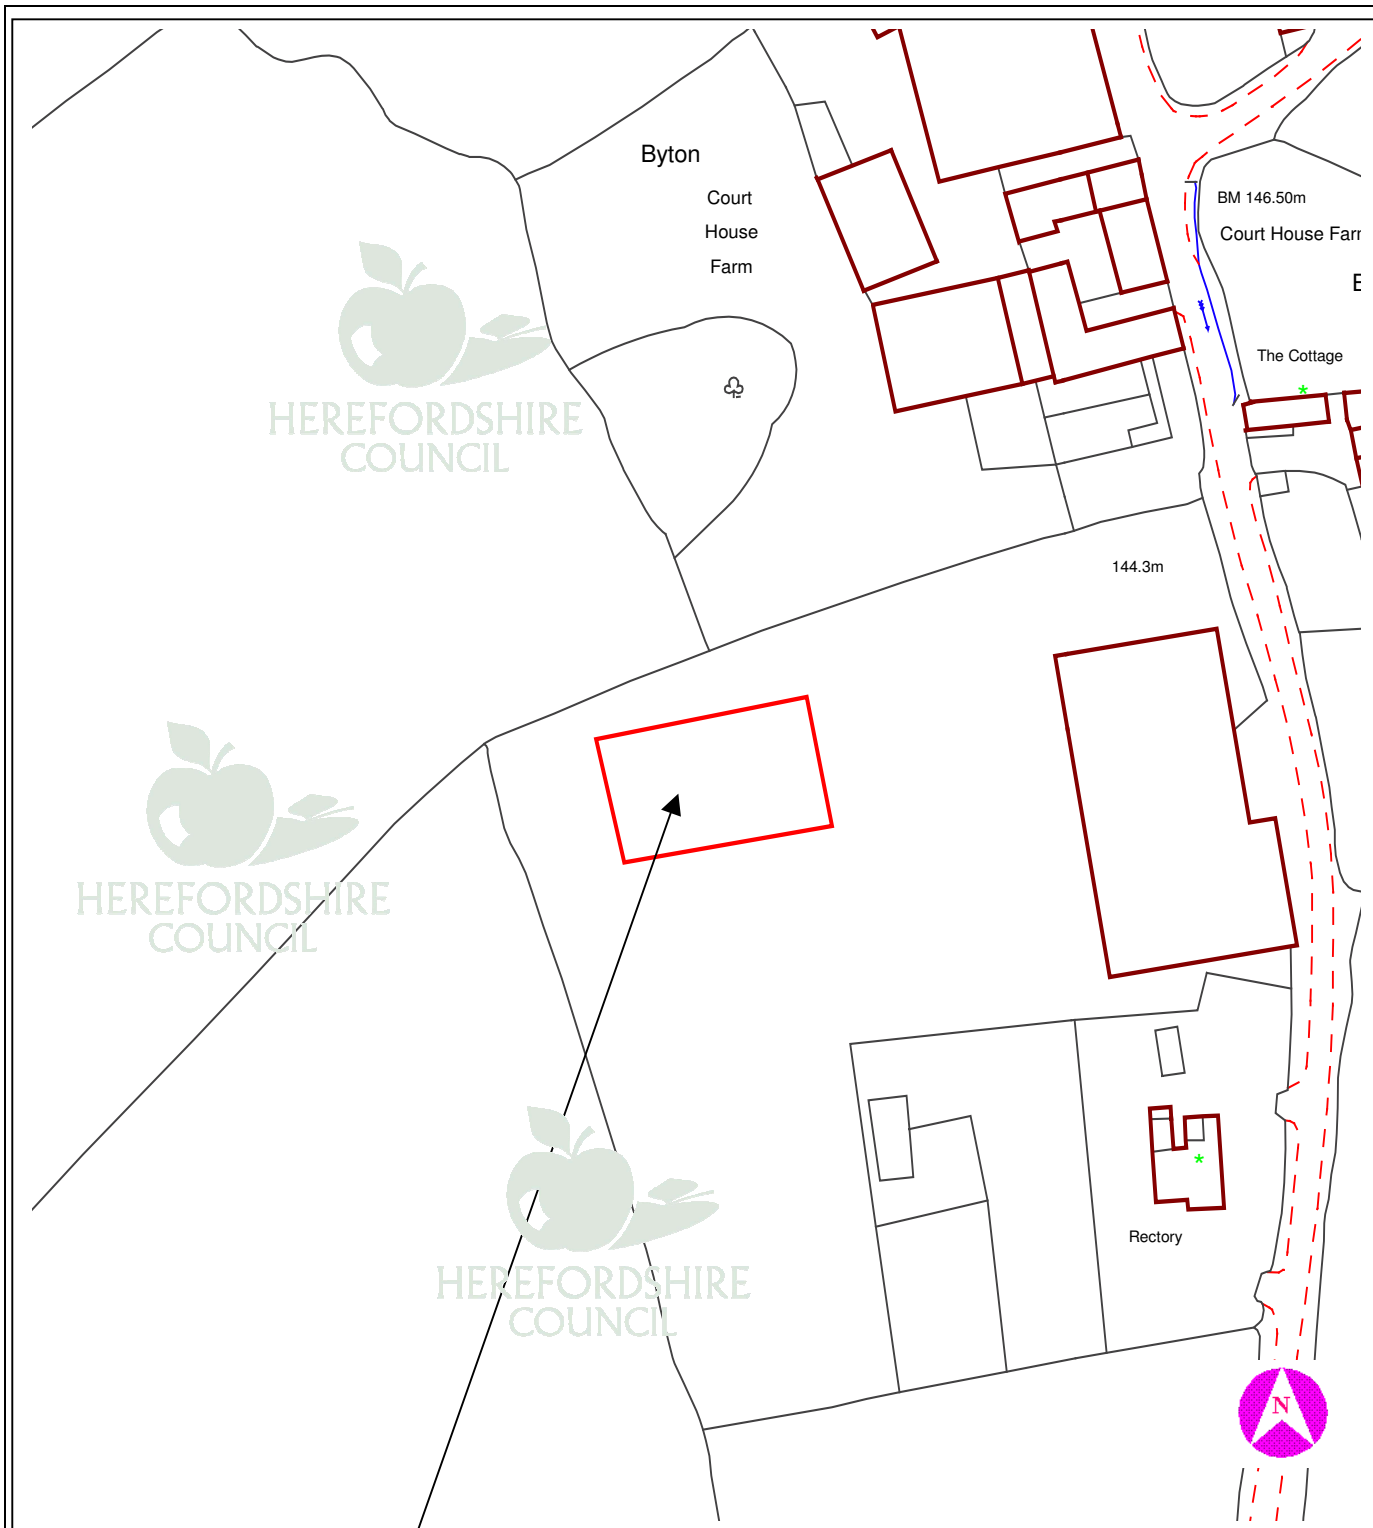 Byton
Court
House
Farm
BM 146.50m
Court House Farm
E
The Cottage
HEREFORDSHIRE
COUNCIL
144.3m
HEREFORDSHIRE
COUNCIL
HEREFORDSHIRE
COUNCIL
Rectory
N